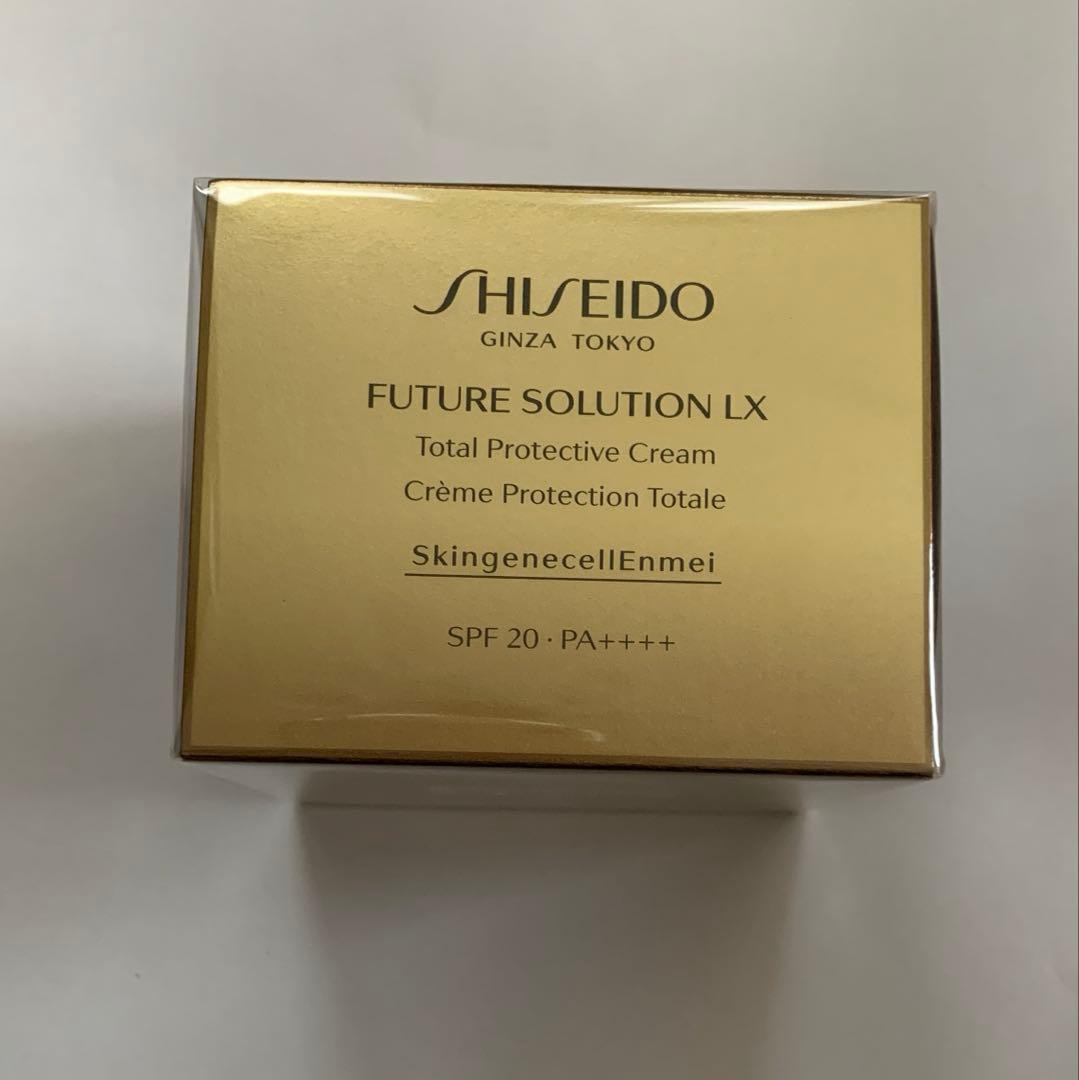 SHISEIDO
GINZA TOKYO
FUTURE SOLUTION LX
Total Protective Cream
Crème Protection Totale
SkingenecellEnmei
SPF 20 · PA++++